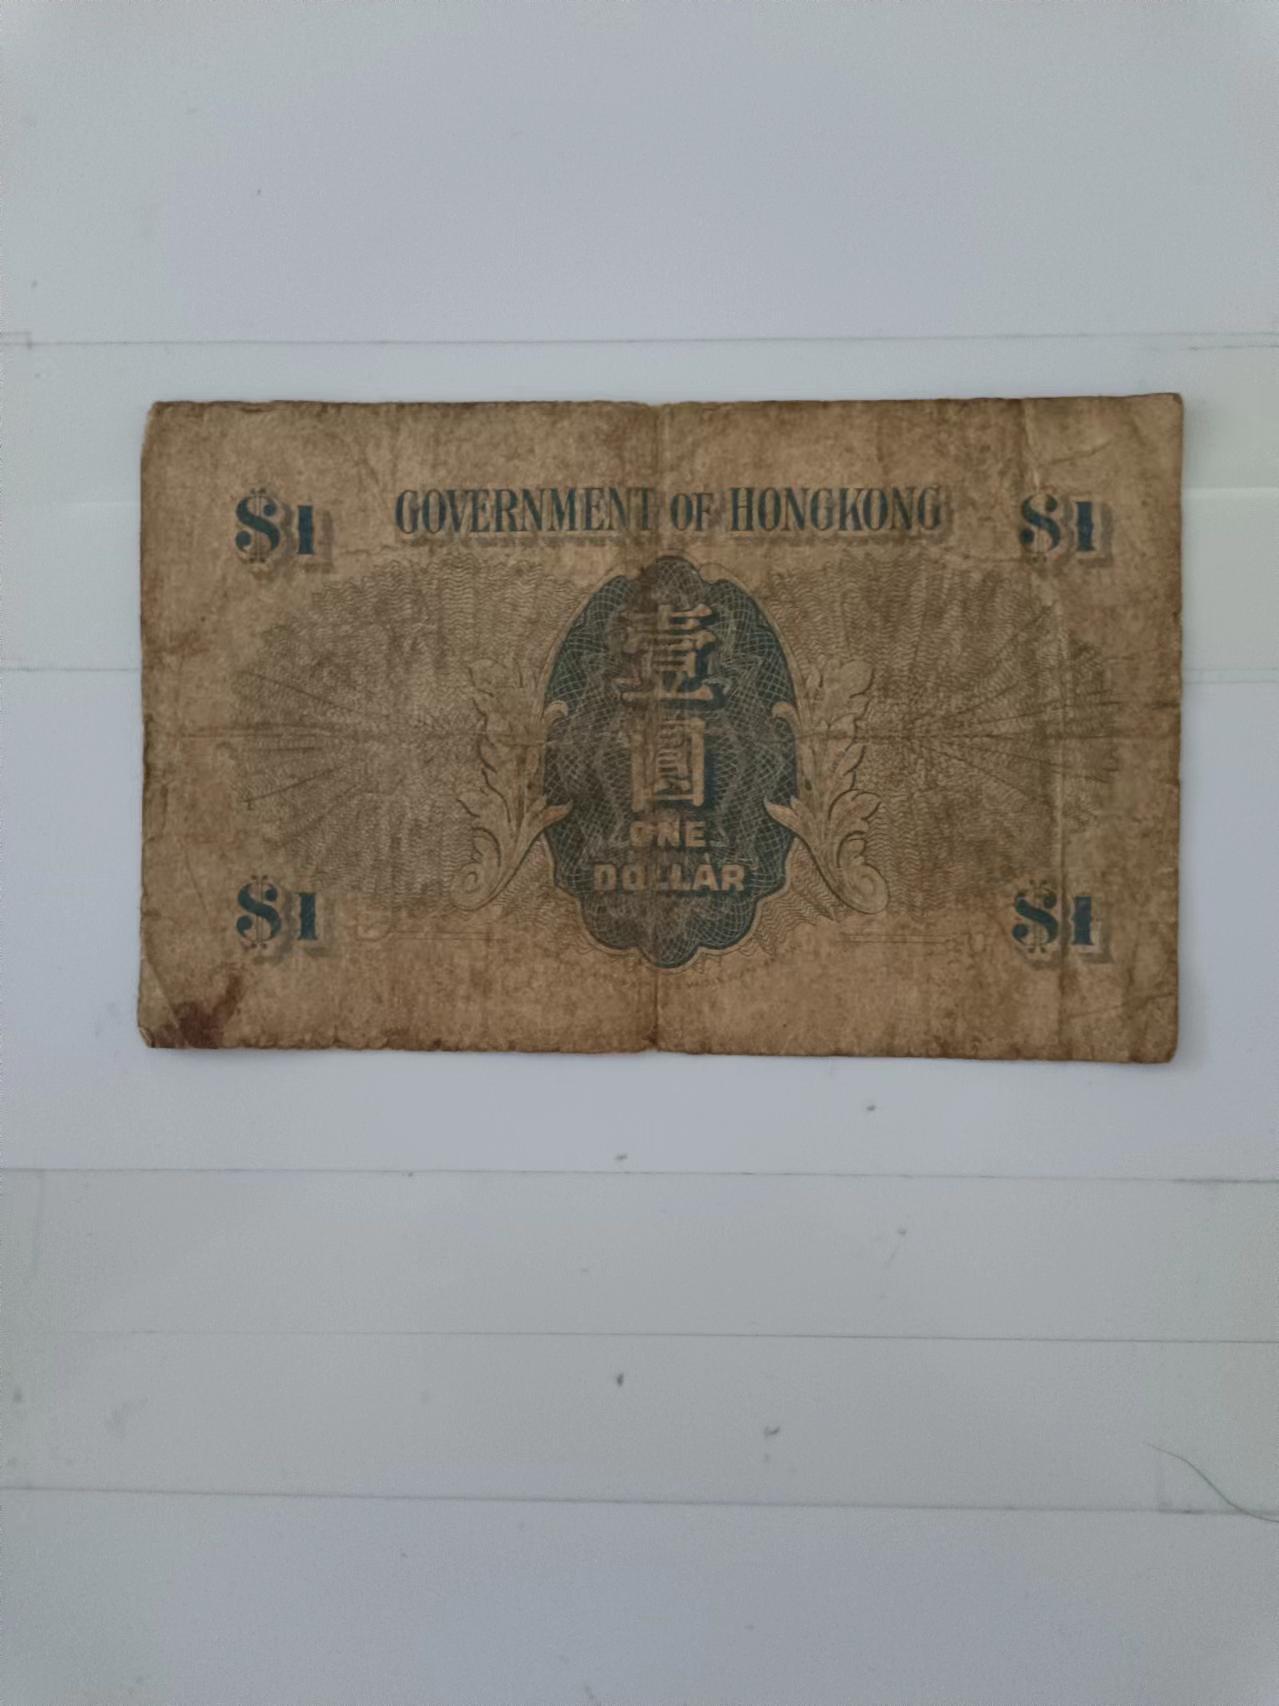 $1 GOVERNMENT OF HONGKONG $1
壹
圓
ONE
DOLLAR
$1 $1